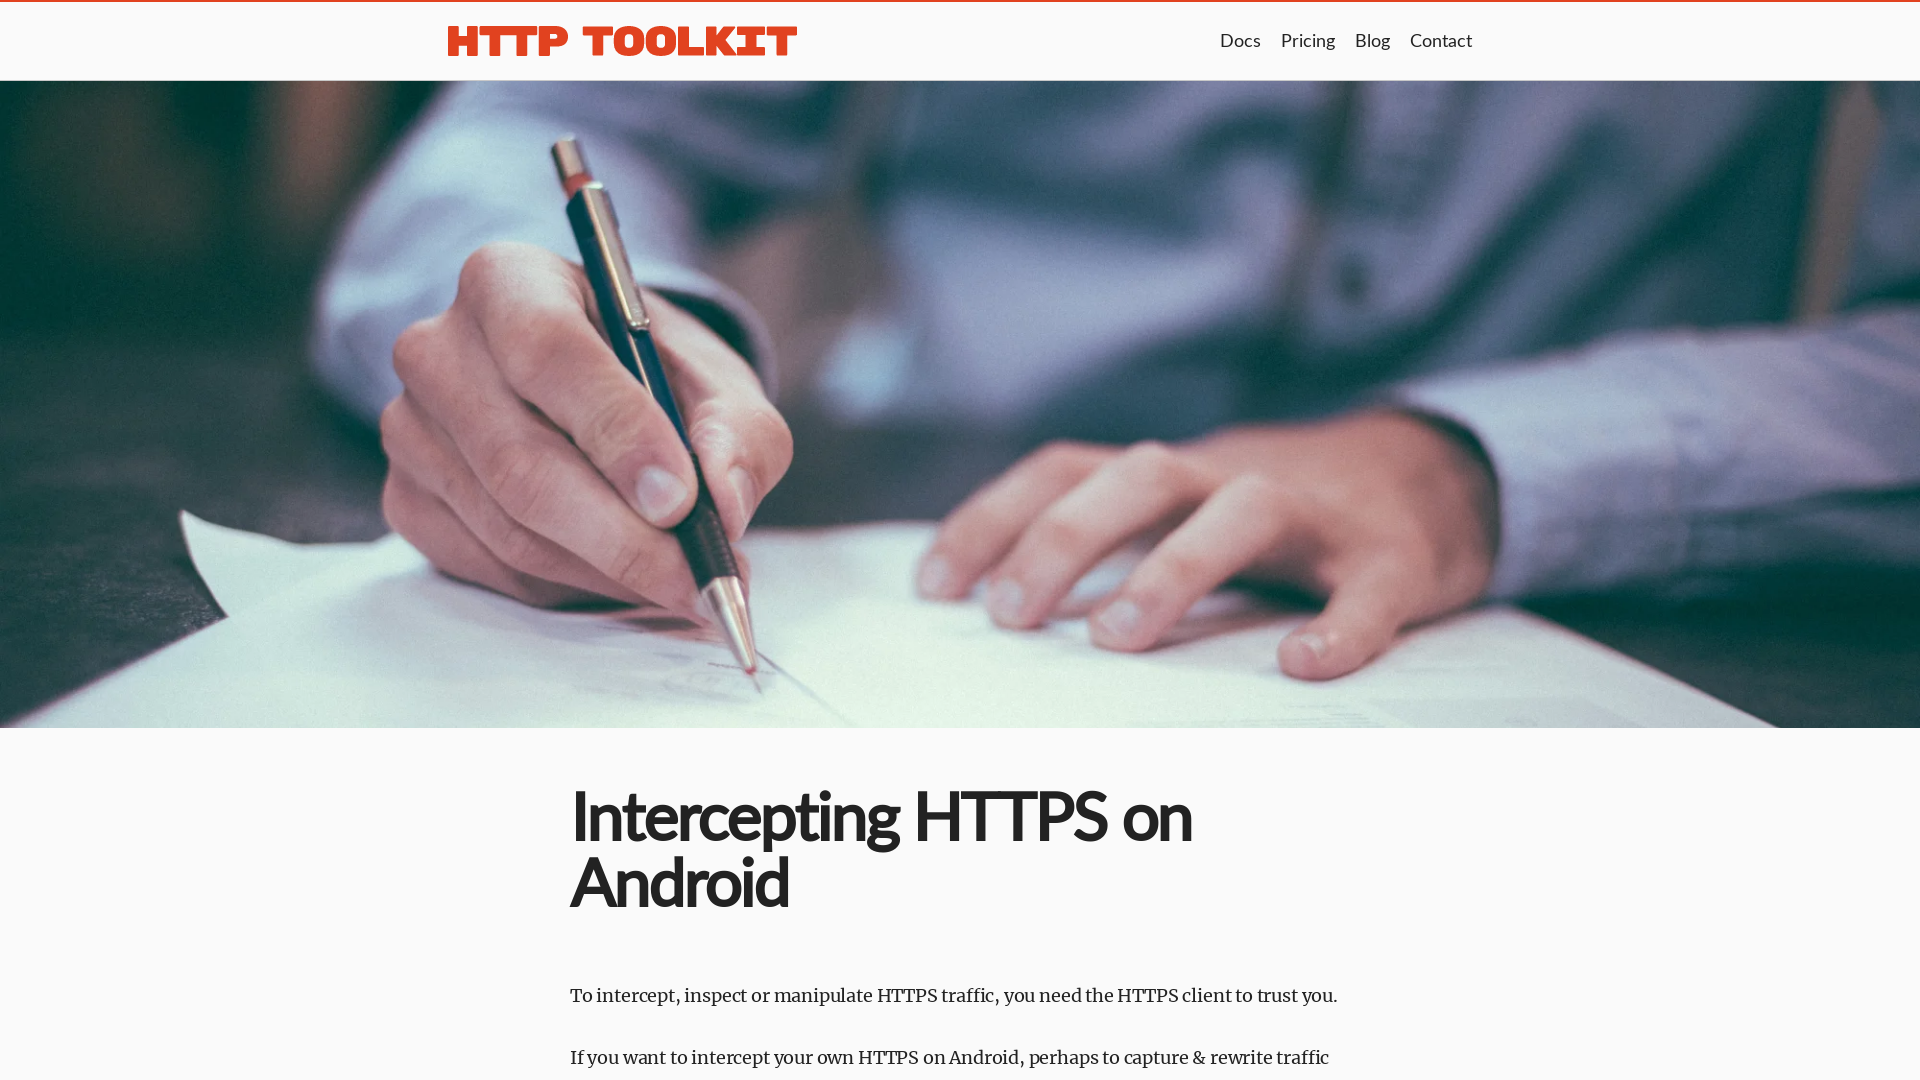 HTTP TOOLKIT
Docs Pricing Blog Contact
Intercepting HTTPS on
Android
To intercept, inspect or manipulate HTTPS traffic, you need the HTTPS client to trust you.
If you want to intercept your own HTTPS on Android, perhaps to capture & rewrite traffic